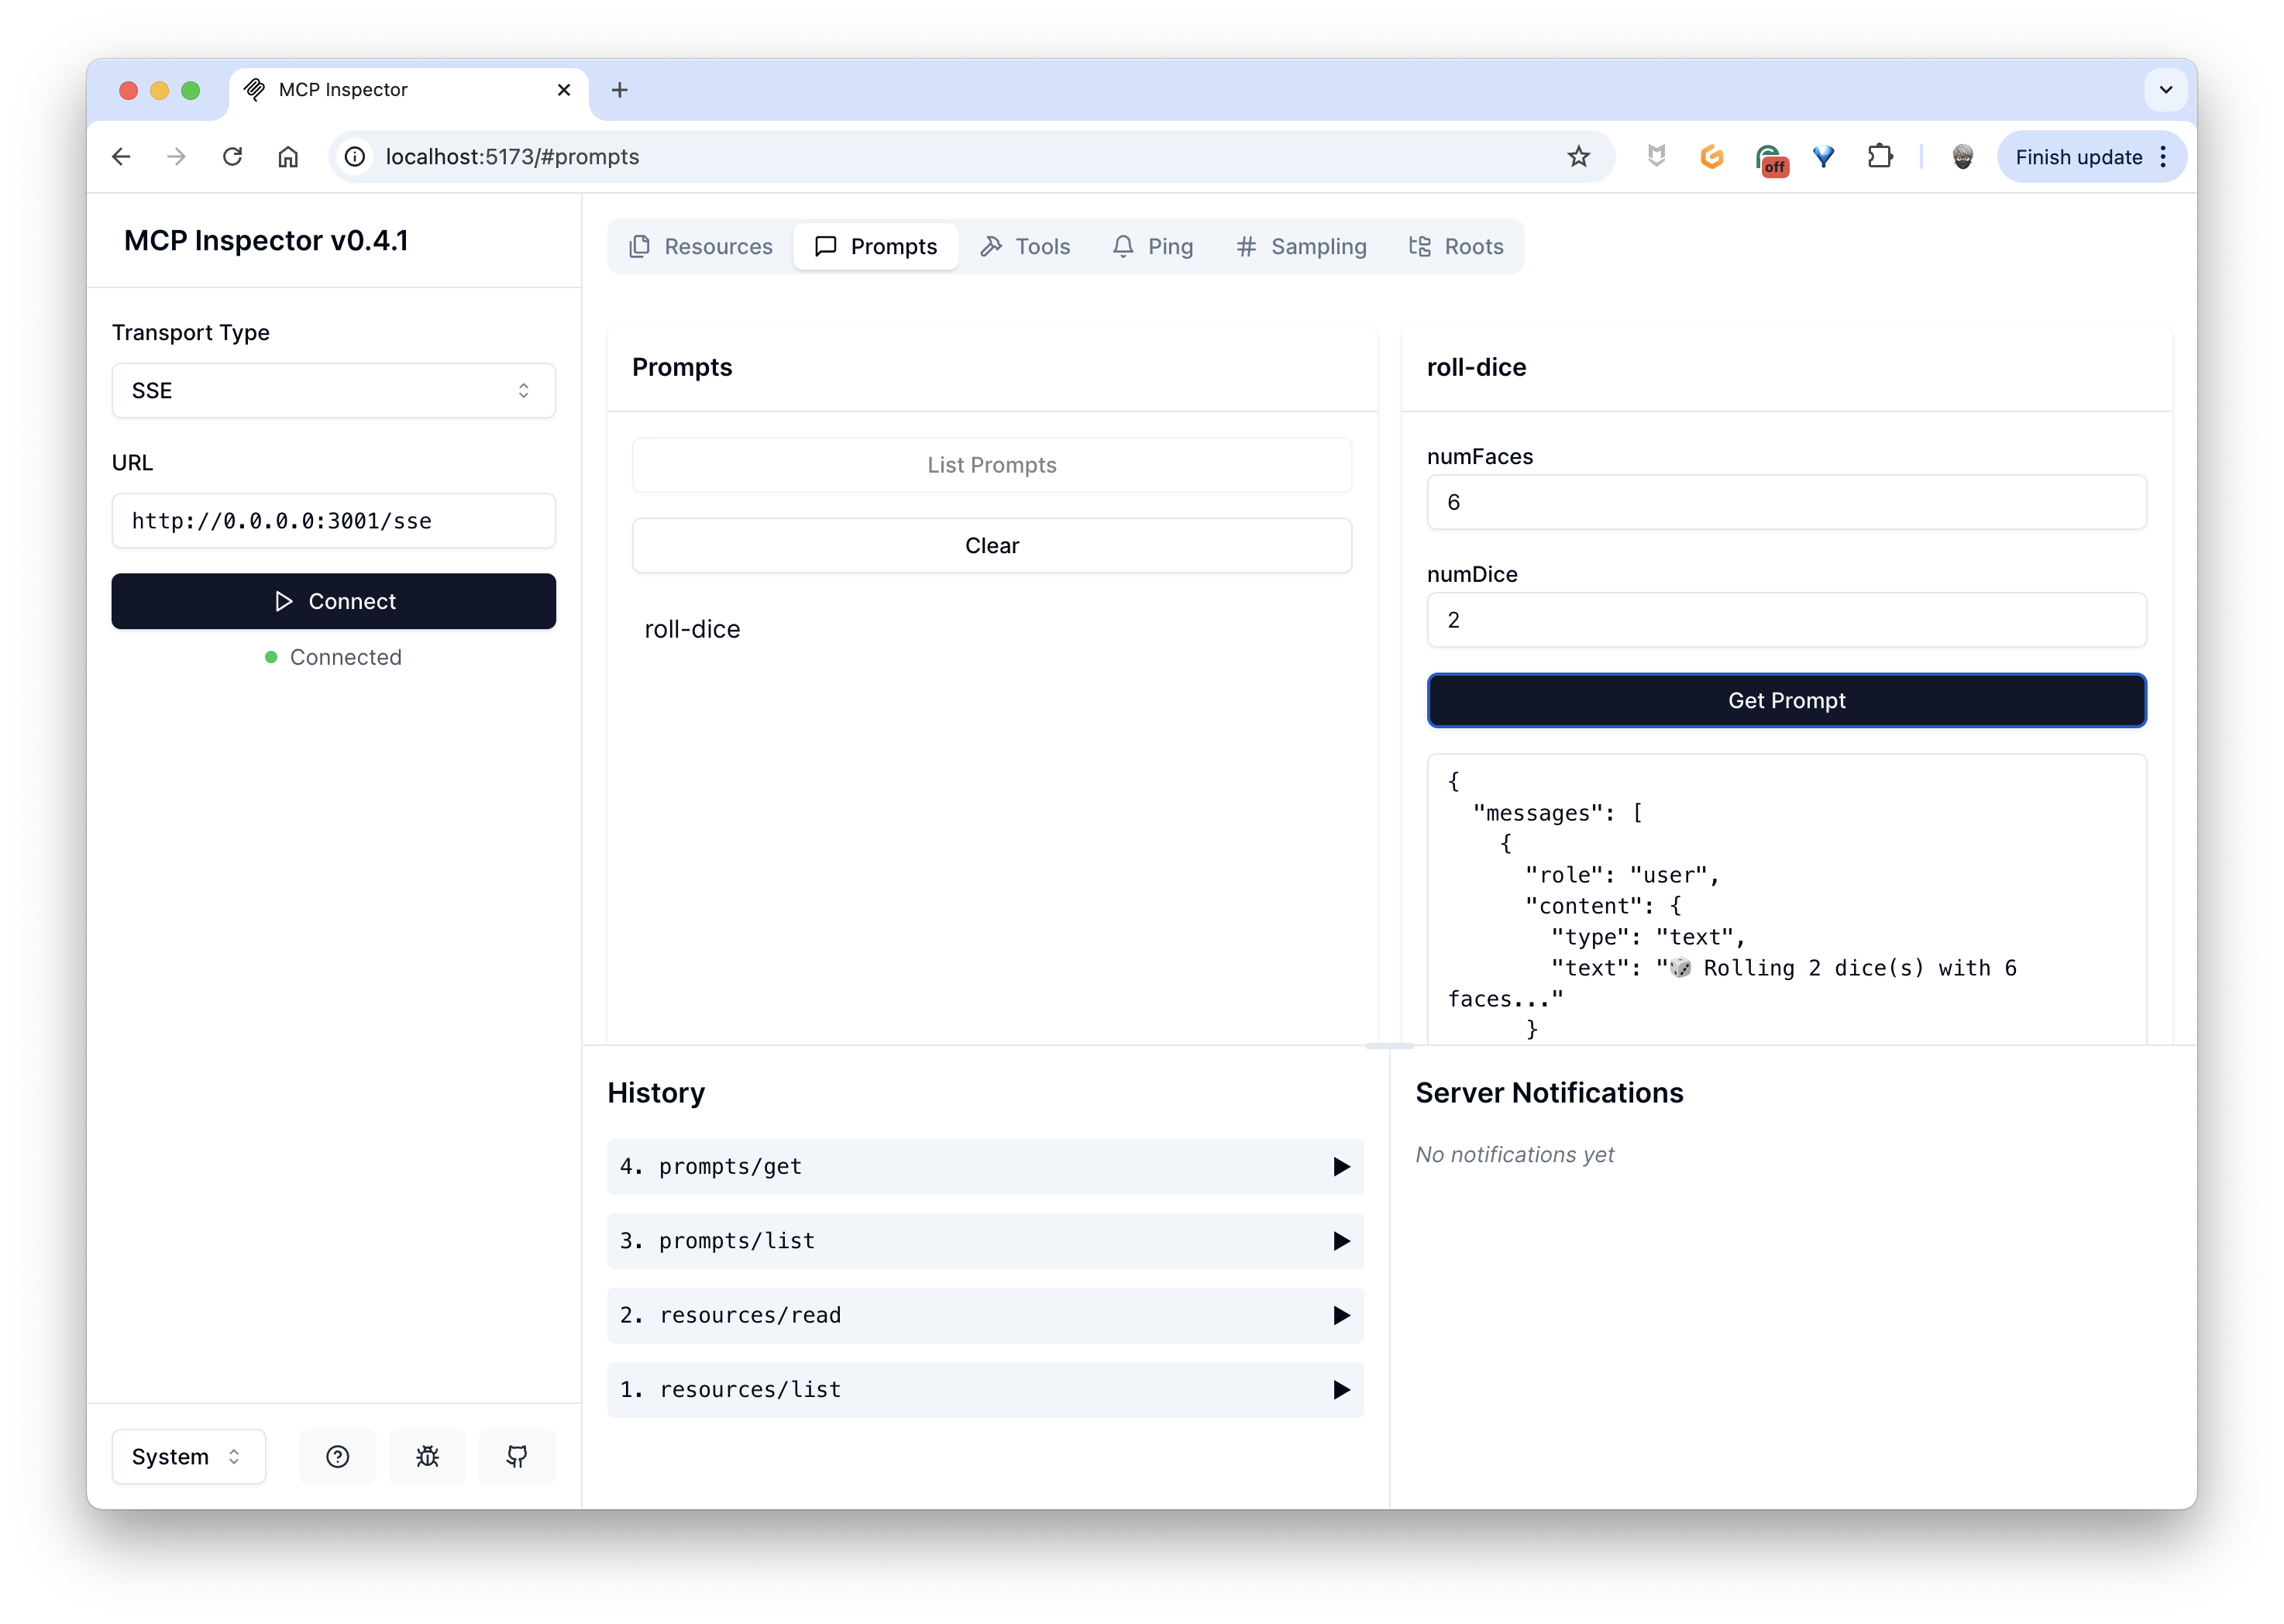 MCP Inspector
localhost:5173/#prompts
off
Finish update
MCP Inspector v0.4.1
Transport Type
SSE
URL
http://0.0.0.0:3001/sse
Connect
Connected
System
Resources
Prompts
Tools
Ping
Sampling
Roots
Prompts
List Prompts
Clear
roll-dice
roll-dice
numFaces
6
numDice
2
Get Prompt
{
"messages": [
{
"role": "user",
"content": {
"type": "text",
"text": "🎲 Rolling 2 dice(s) with 6
faces..."
}
History
4. prompts/get
3. prompts/list
2. resources/read
1. resources/list
Server Notifications
No notifications yet